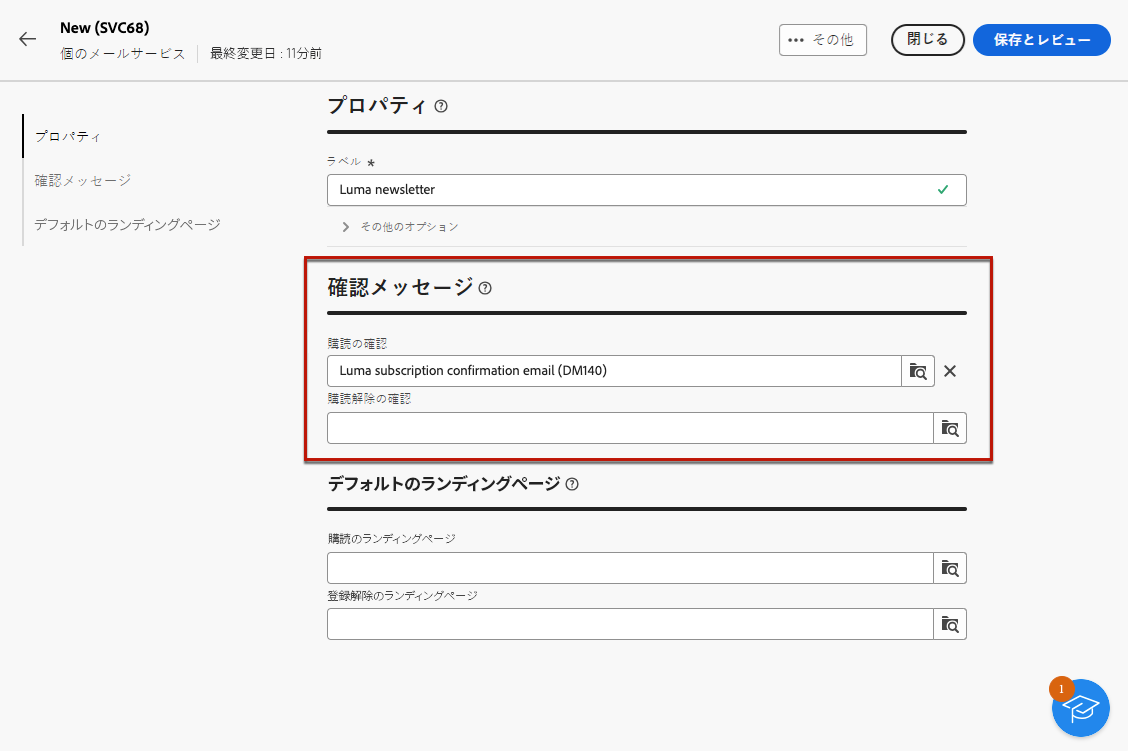 New (SVC68)
個のメールサービス 最終変更日 : 11分前
その他
閉じる
保存とレビュー
プロパティ
確認メッセージ
デフォルトのランディングページ
プロパティ
ラベル *
Luma newsletter
その他のオプション
確認メッセージ
購読の確認
Luma subscription confirmation email (DM140)
購読解除の確認
デフォルトのランディングページ
購読のランディングページ
登録解除のランディングページ
1